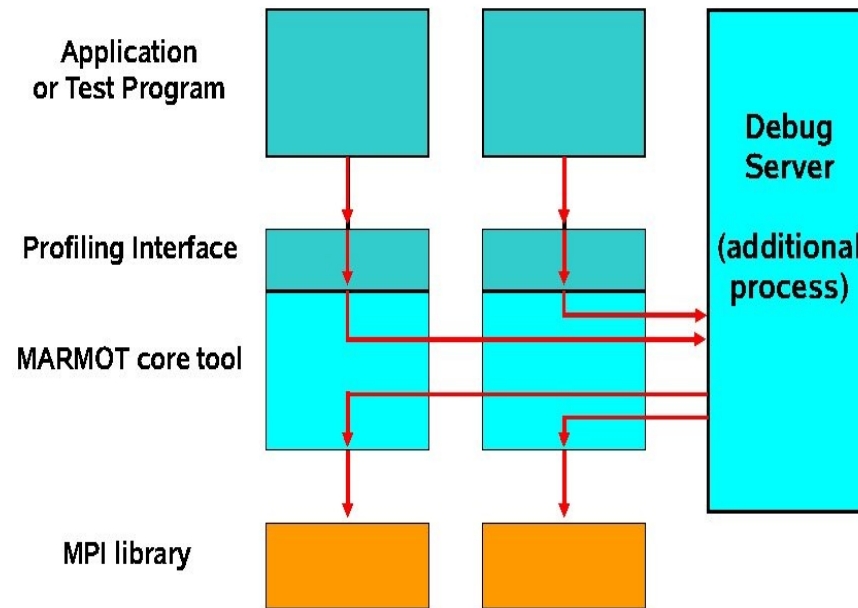 Application
or Test Program
Profiling Interface
MARMOT core tool
MPI library
Debug
Server
(additional
process)